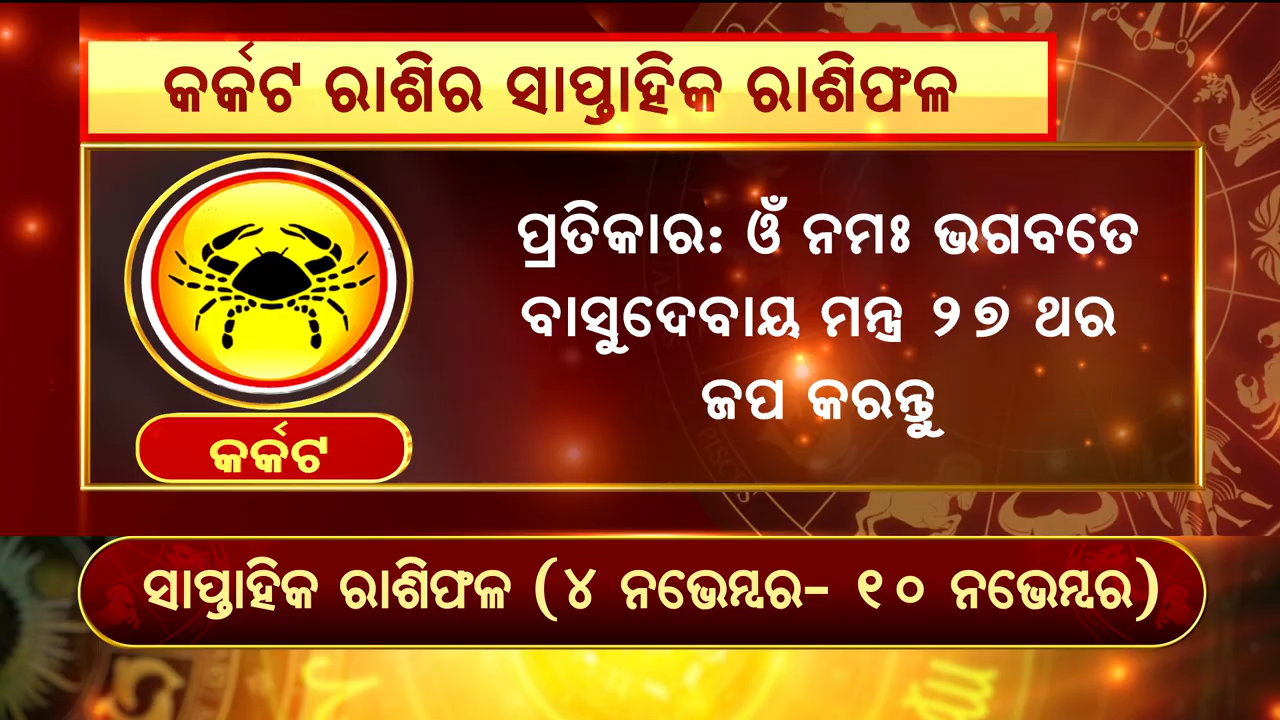 କର୍କଟ ରାଶିର ସାପ୍ତାହିକ ରାଶିଫଳ
ପ୍ରତିକାର: ଓଁ ନମଃ ଭଗବତେ
ବାସୁଦେବାୟ ମନ୍ତ୍ର ୨୭ ଥର
ଜପ କରନ୍ତୁ
କର୍କଟ
ସାପ୍ତାହିକ ରାଶିଫଳ (୪ ନଭେମ୍ବର- ୧୦ ନଭେମ୍ବର)
PISCES